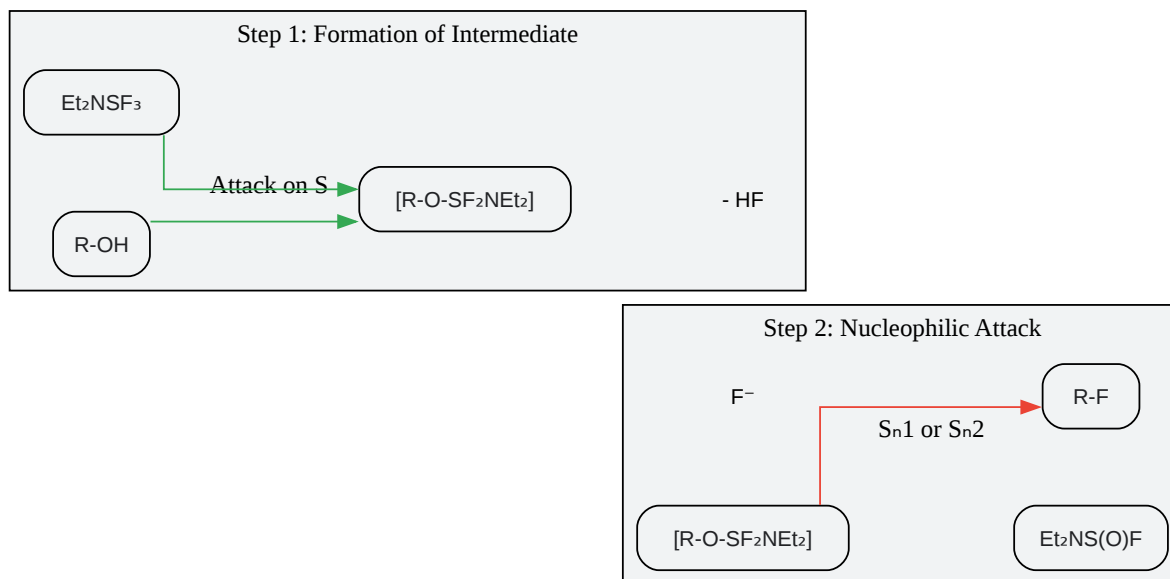 Step 1: Formation of Intermediate
Et₂NSF₃
Attack on S
[R-O-SF₂NEt₂]
- HF
R-OH
Step 2: Nucleophilic Attack
F⁻
R-F
Sₙ1 or Sₙ2
[R-O-SF₂NEt₂]
Et₂NS(O)F